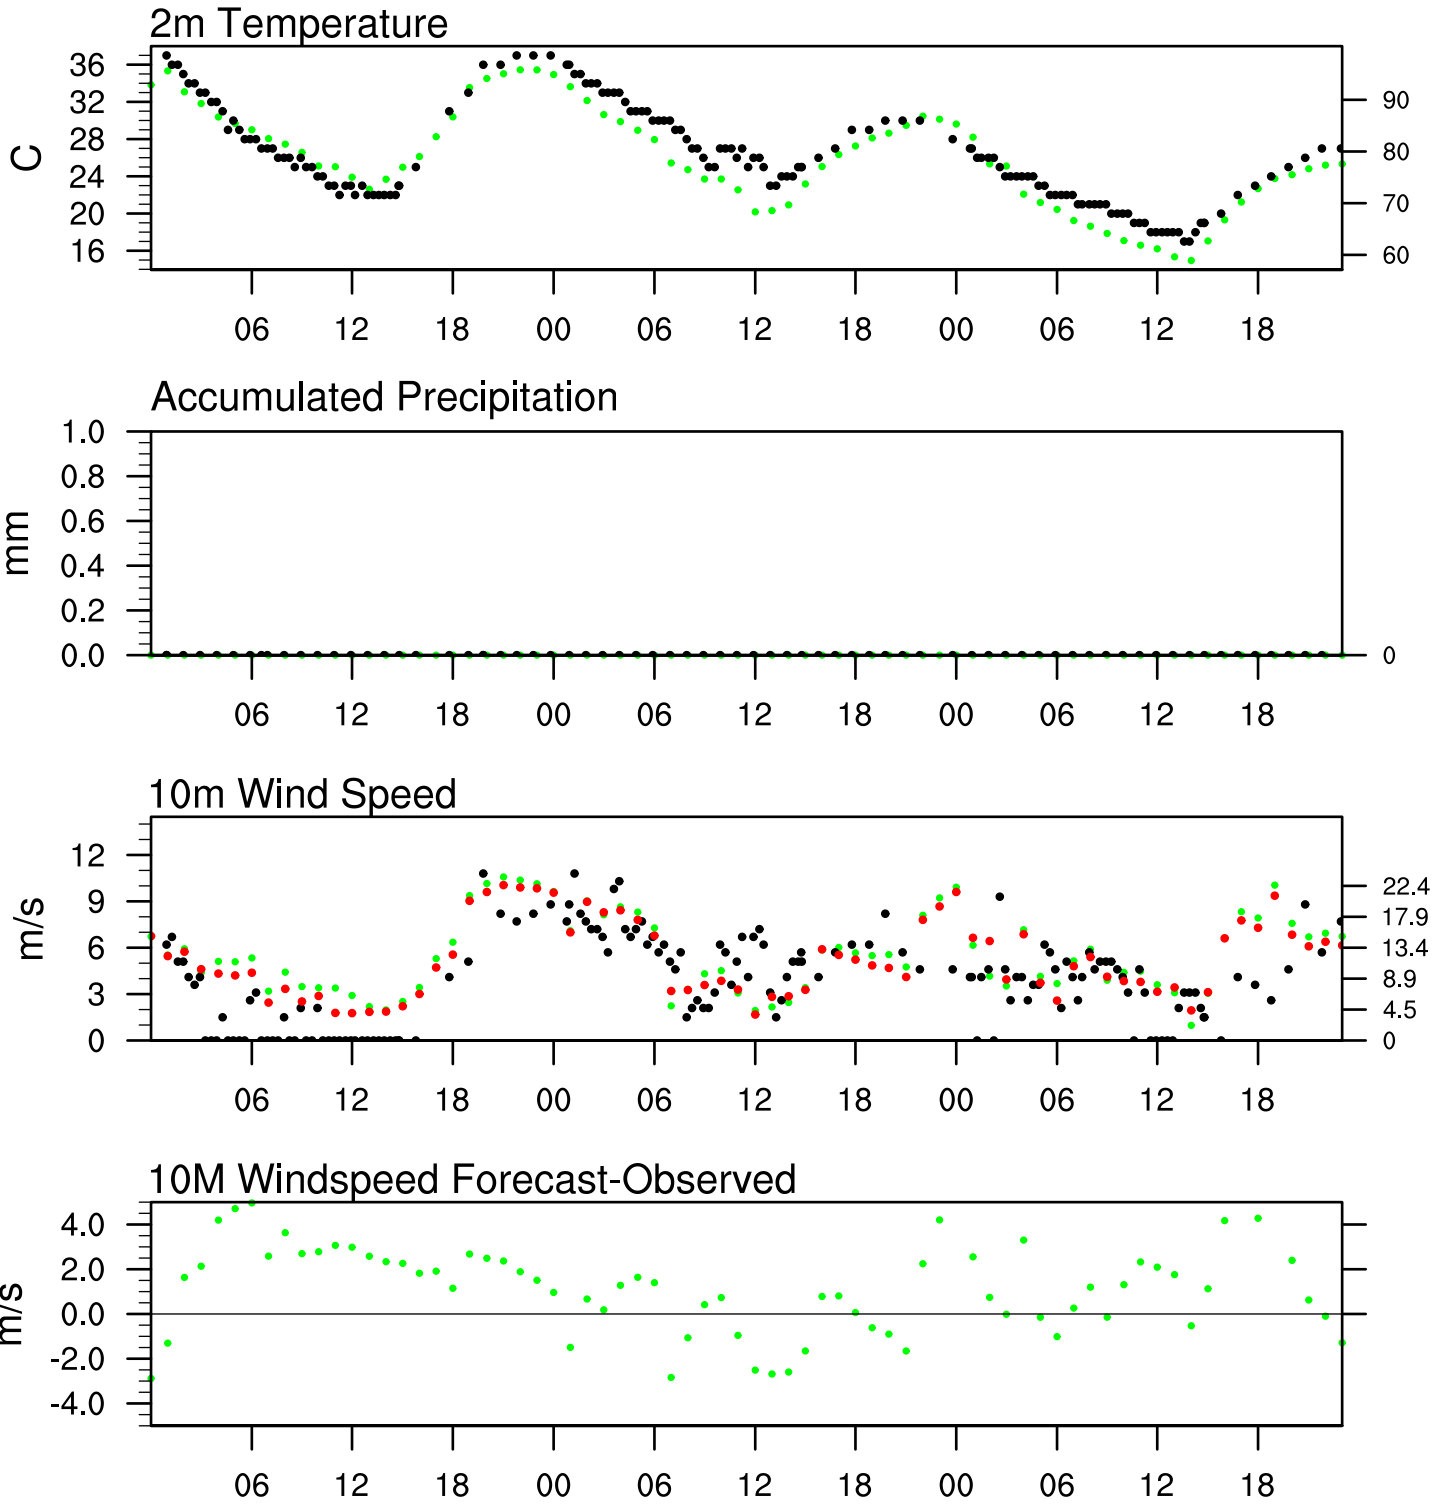 2m Temperature
36
32
28
24
20
16
C
90
80
70
60
06 12 18 00 06 12 18 00 06 12 18
Accumulated Precipitation
1.0
0.8
0.6
0.4
0.2
0.0
mm
0
06 12 18 00 06 12 18 00 06 12 18
10m Wind Speed
12
9
6
3
0
m/s
22.4
17.9
13.4
8.9
4.5
0
06 12 18 00 06 12 18 00 06 12 18
10M Windspeed Forecast-Observed
4.0
2.0
0.0
-2.0
-4.0
m/s
06 12 18 00 06 12 18 00 06 12 18